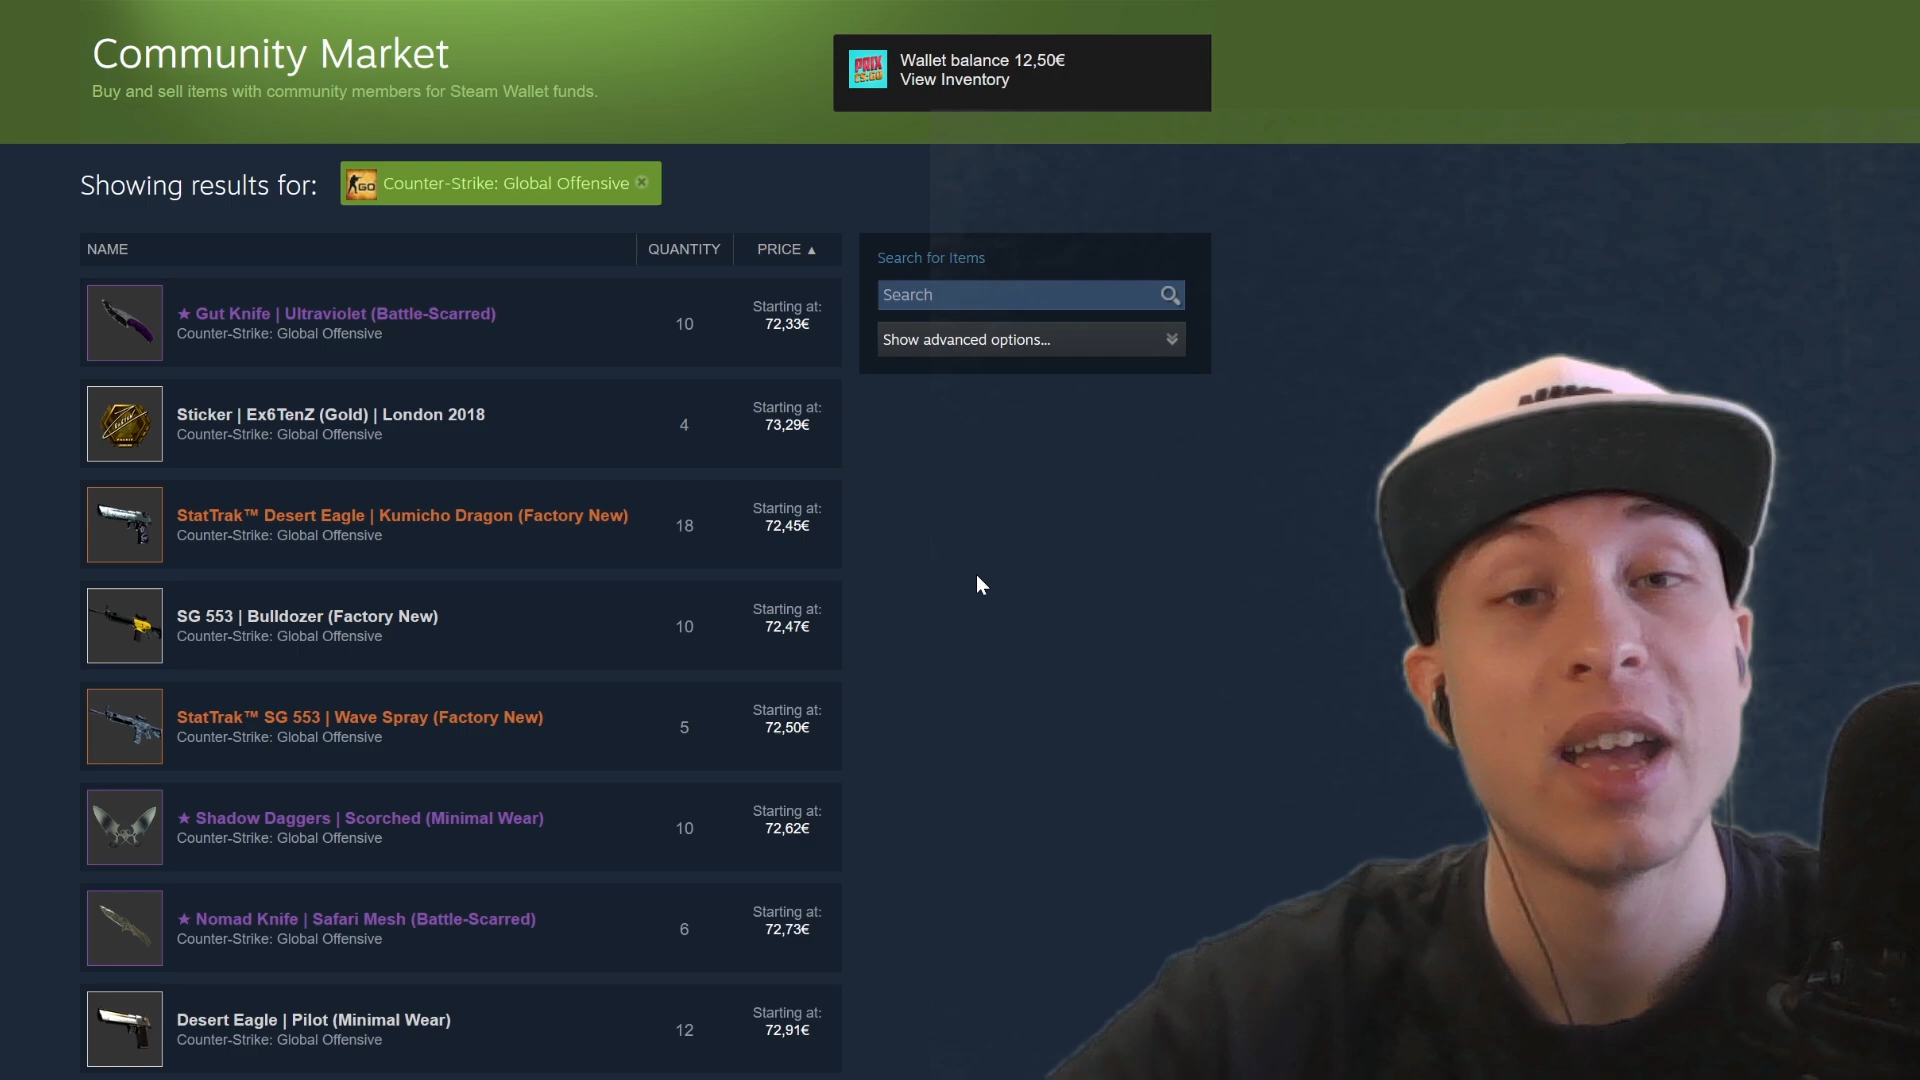 Community Market
Buy and sell items with community members for Steam Wallet funds.
PRIX
CS:GO
Wallet balance 12,50€
View Inventory
Showing results for:
GO
Counter-Strike: Global Offensive
NAME
QUANTITY
PRICE ▲
★ Gut Knife | Ultraviolet (Battle-Scarred)
Counter-Strike: Global Offensive
10
Starting at:
72,33€
Sticker | Ex6TenZ (Gold) | London 2018
Counter-Strike: Global Offensive
4
Starting at:
73,29€
StatTrak™ Desert Eagle | Kumicho Dragon (Factory New)
Counter-Strike: Global Offensive
18
Starting at:
72,45€
SG 553 | Bulldozer (Factory New)
Counter-Strike: Global Offensive
10
Starting at:
72,47€
StatTrak™ SG 553 | Wave Spray (Factory New)
Counter-Strike: Global Offensive
5
Starting at:
72,50€
★ Shadow Daggers | Scorched (Minimal Wear)
Counter-Strike: Global Offensive
10
Starting at:
72,62€
★ Nomad Knife | Safari Mesh (Battle-Scarred)
Counter-Strike: Global Offensive
6
Starting at:
72,73€
Desert Eagle | Pilot (Minimal Wear)
Counter-Strike: Global Offensive
12
Starting at:
72,91€
Search for Items
Search
Show advanced options...